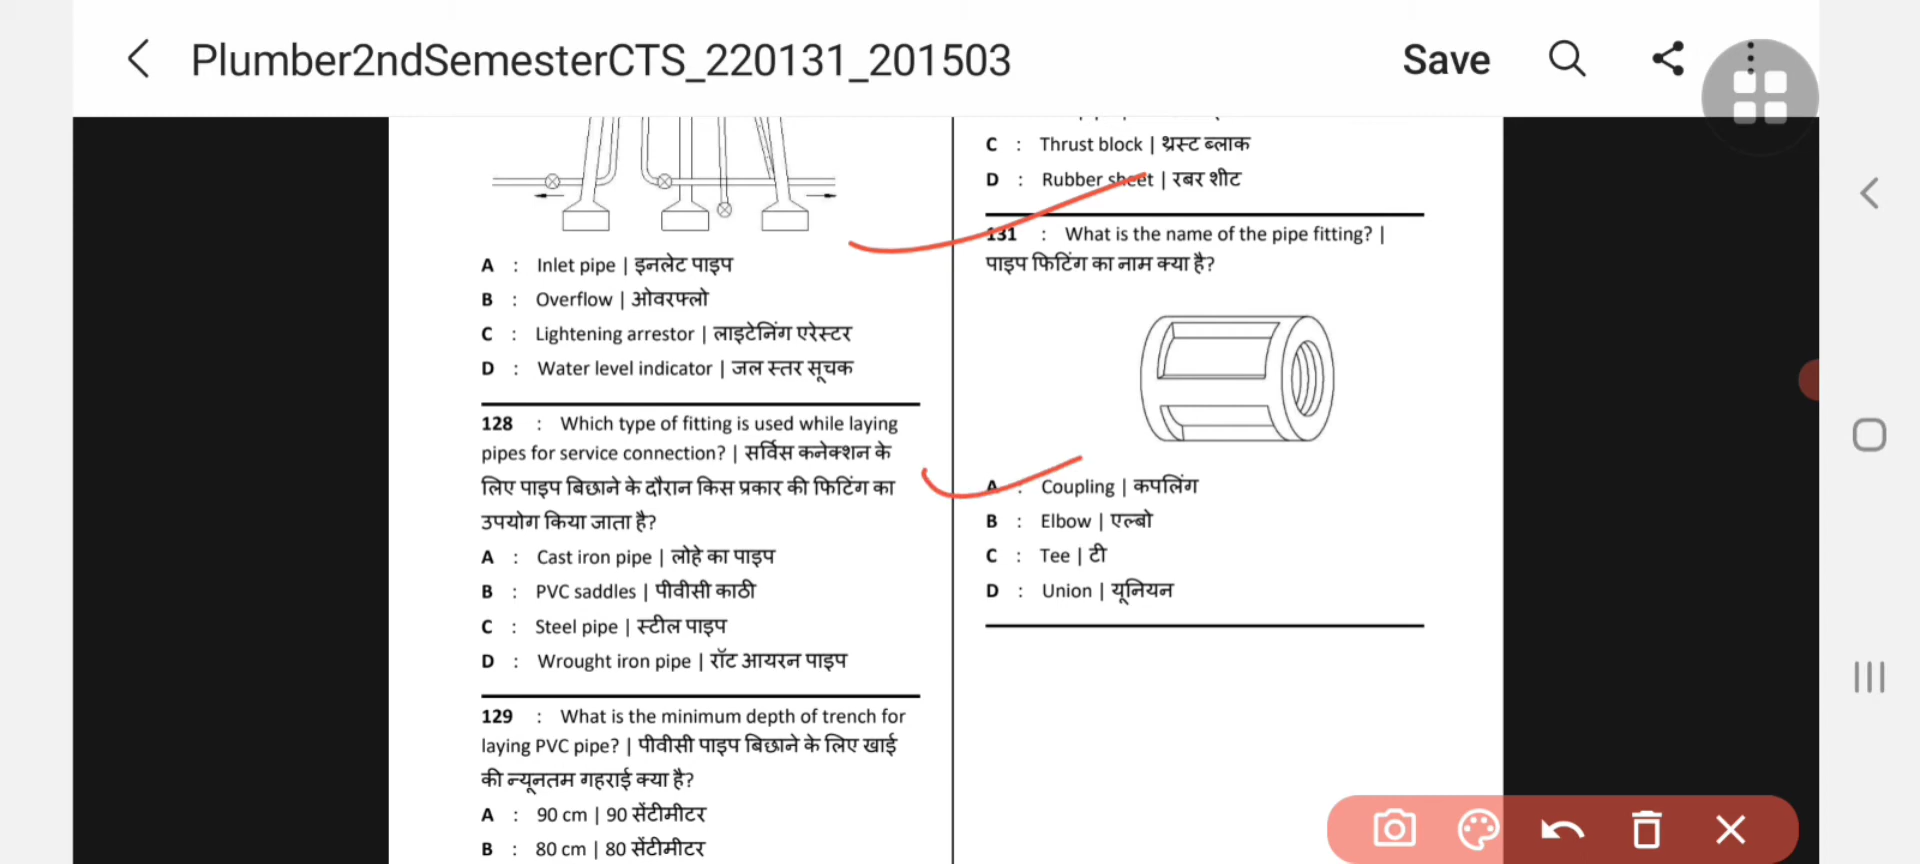 Plumber2ndSemesterCTS_220131_201503
Save
A : Inlet pipe | इनलेट पाइप
B : Overflow | ओवरफ्लो
C : Lightening arrestor | लाइटेनिंग एरेस्टर
D : Water level indicator | जल स्तर सूचक
128 : Which type of fitting is used while laying
pipes for service connection? | सर्विस कनेक्शन के
लिए पाइप बिछाने के दौरान किस प्रकार की फिटिंग का
उपयोग किया जाता है?
A : Cast iron pipe | लोहे का पाइप
B : PVC saddles | पीवीसी काठी
C : Steel pipe | स्टील पाइप
D : Wrought iron pipe | रॉट आयरन पाइप
129 : What is the minimum depth of trench for
laying PVC pipe? | पीवीसी पाइप बिछाने के लिए खाई
की न्यूनतम गहराई क्या है?
A : 90 cm | 90 सेंटीमीटर
B : 80 cm | 80 सेंटीमीटर
C : Thrust block | थ्रस्ट ब्लाक
D : Rubber sheet | रबर शीट
131 : What is the name of the pipe fitting? |
पाइप फिटिंग का नाम क्या है?
A : Coupling | कपलिंग
B : Elbow | एल्बो
C : Tee | टी
D : Union | यूनियन